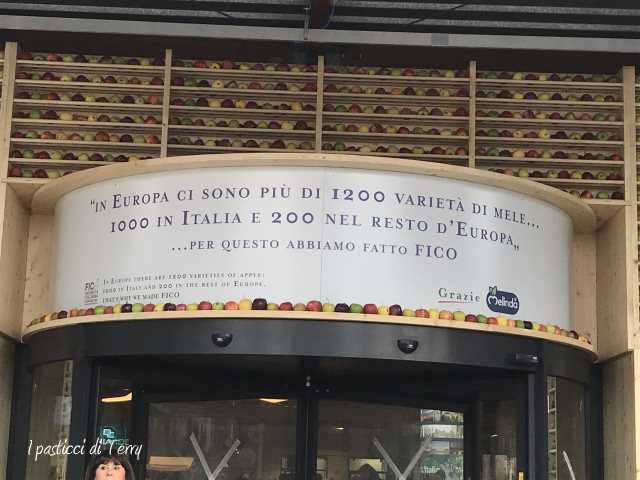 "In Europa ci sono più di 1200 varietà di mele...
1000 in Italia e 200 nel resto d'Europa„
...per questo abbiamo fatto FICO
In Europe there are 1200 varieties of apple:
1000 in Italy and 200 in the rest of Europe.
that's why we made FICO
FICO
Grazie Melinda
I pasticci di Terry